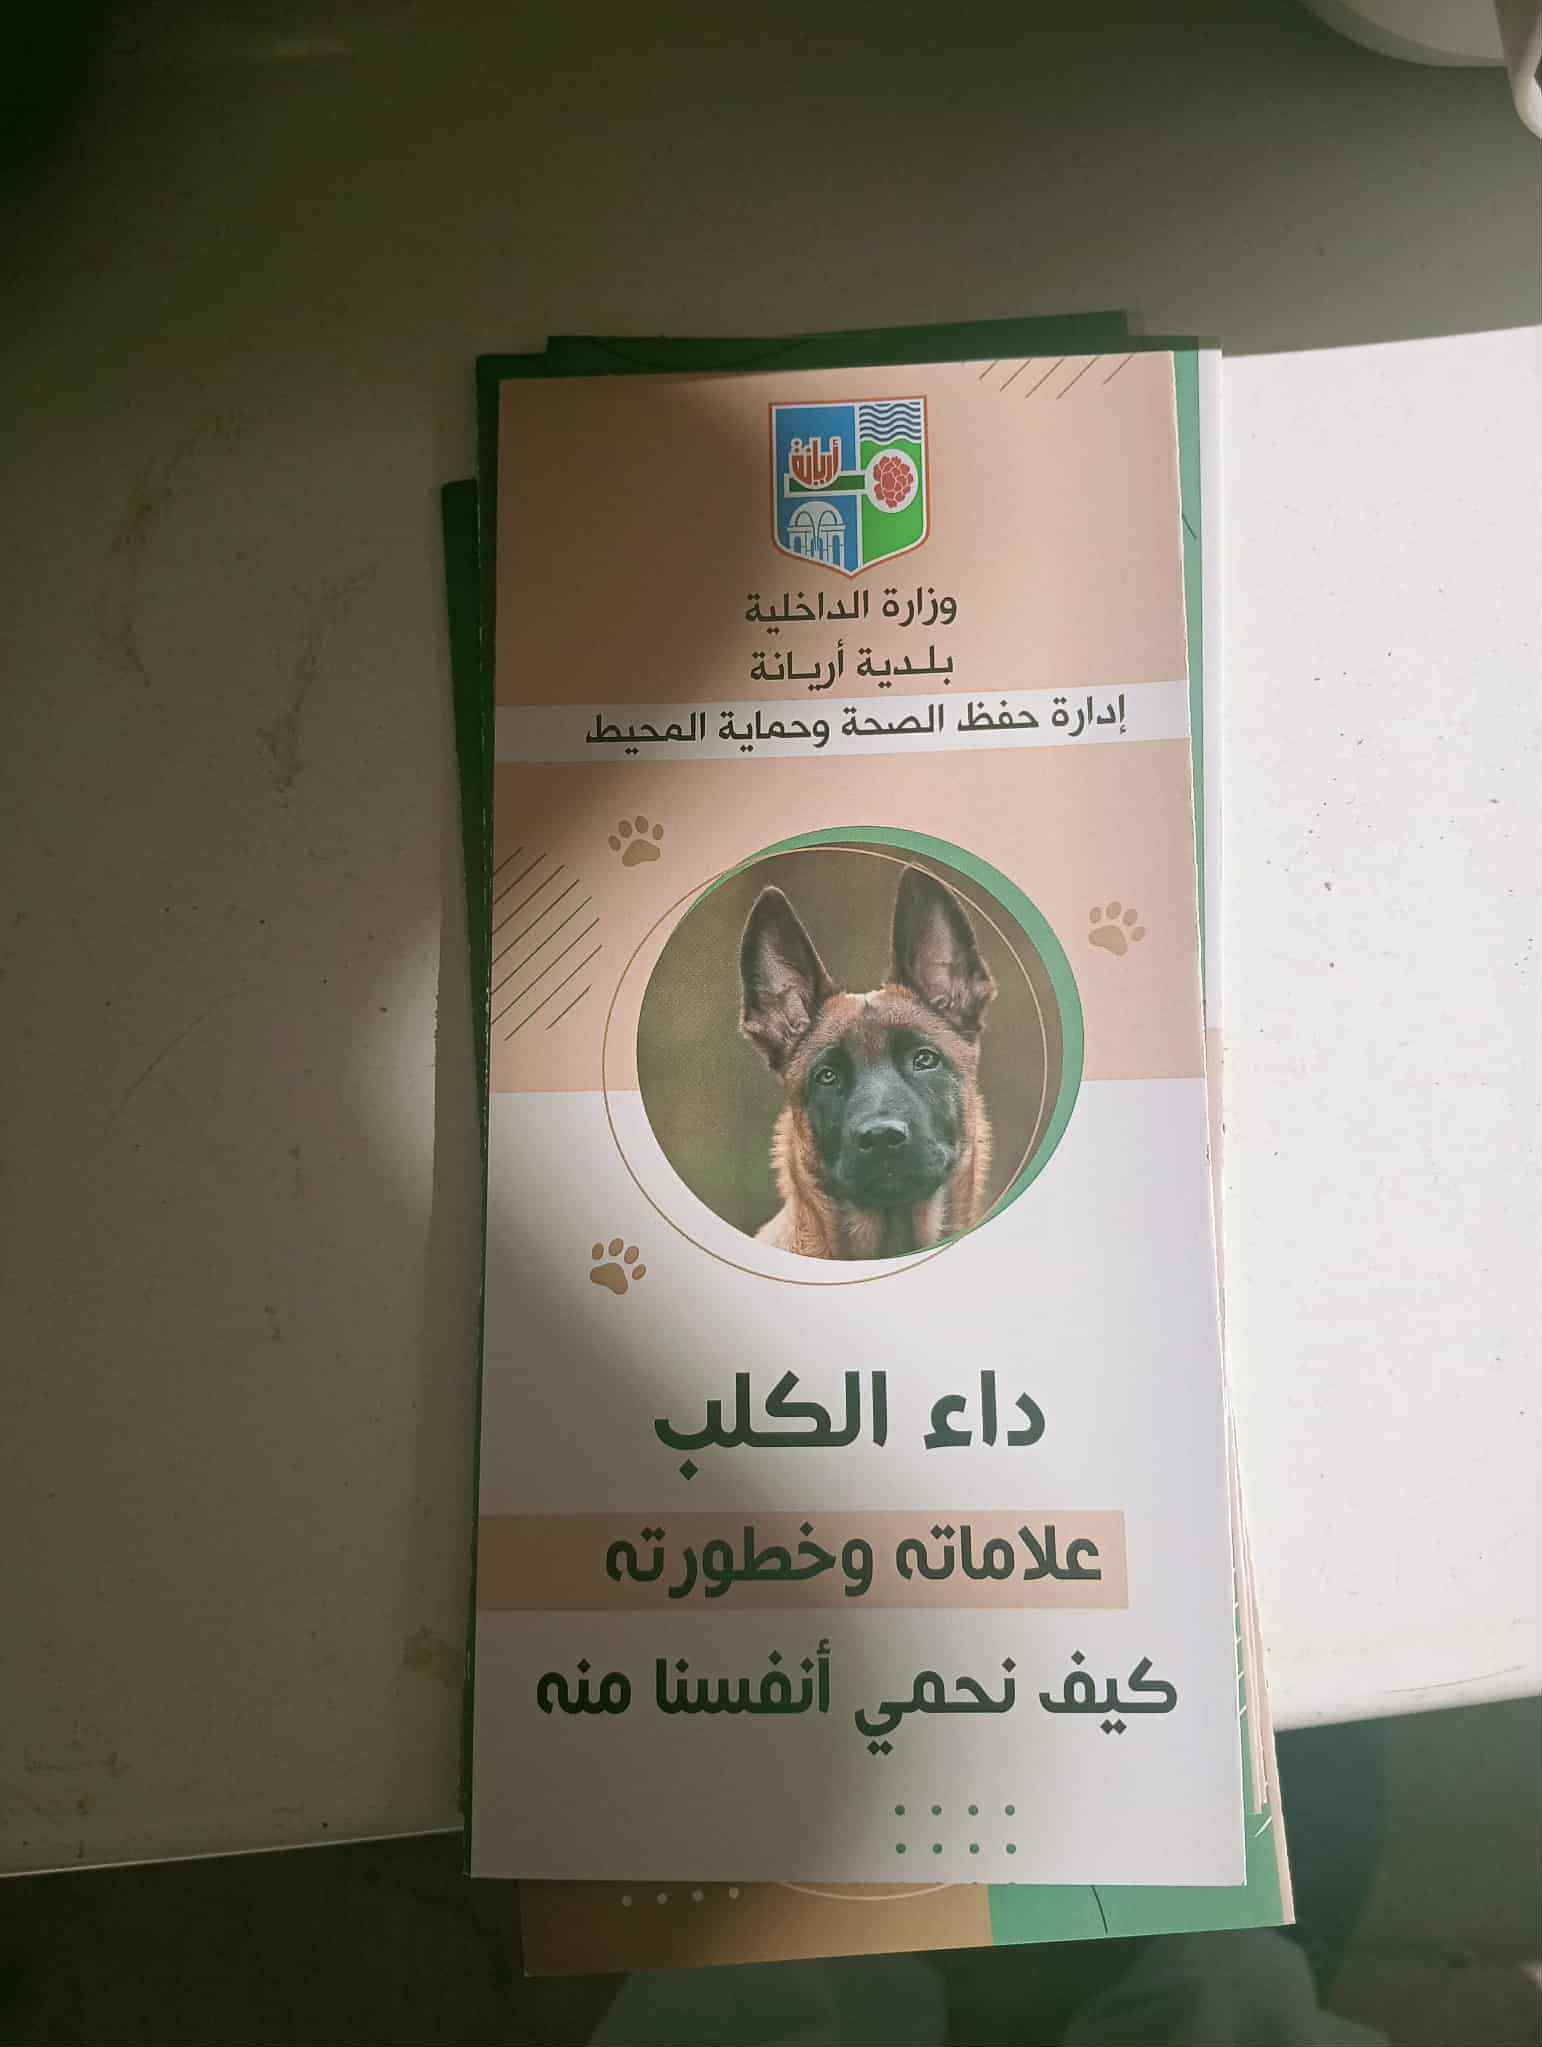 أريانة
وزارة الداخلية
بلدية أريانة
إدارة حفظ الصحة وحماية المحيط
داء الكلب
علاماته وخطورته
كيف نحمي أنفسنا منه